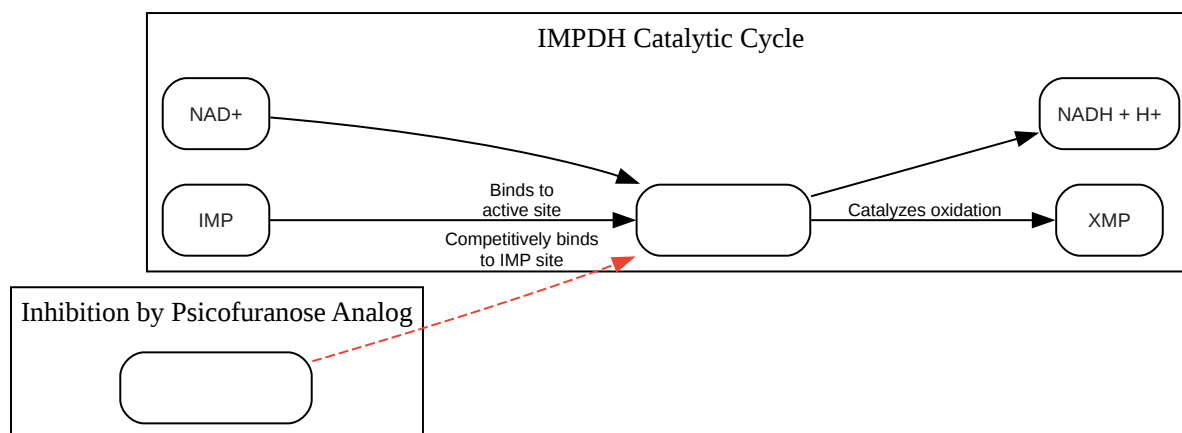 IMPDH Catalytic Cycle
NAD+
NADH + H+
Binds to
active site
IMP
Catalyzes oxidation
XMP
Competitively binds
to IMP site
Inhibition by Psicofuranose Analog